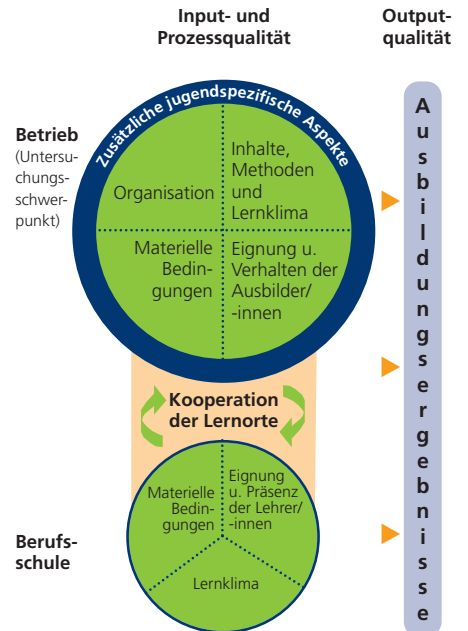 Input- und
Prozessqualität
Output-
qualität
Betrieb
(Untersu-
chungs-
schwer-
punkt)
Zusätzliche jugendspezifische Aspekte
Organisation
Inhalte,
Methoden
und
Lernklima
Materielle
Bedin-
gungen
Eignung u.
Verhalten der
Ausbilder/
-innen
Kooperation
der Lernorte
Berufs-
schule
Materielle
Bedin-
gungen
Eignung
u. Präsenz
der Lehrer/
-innen
Lernklima
Ausbildungsergebnisse